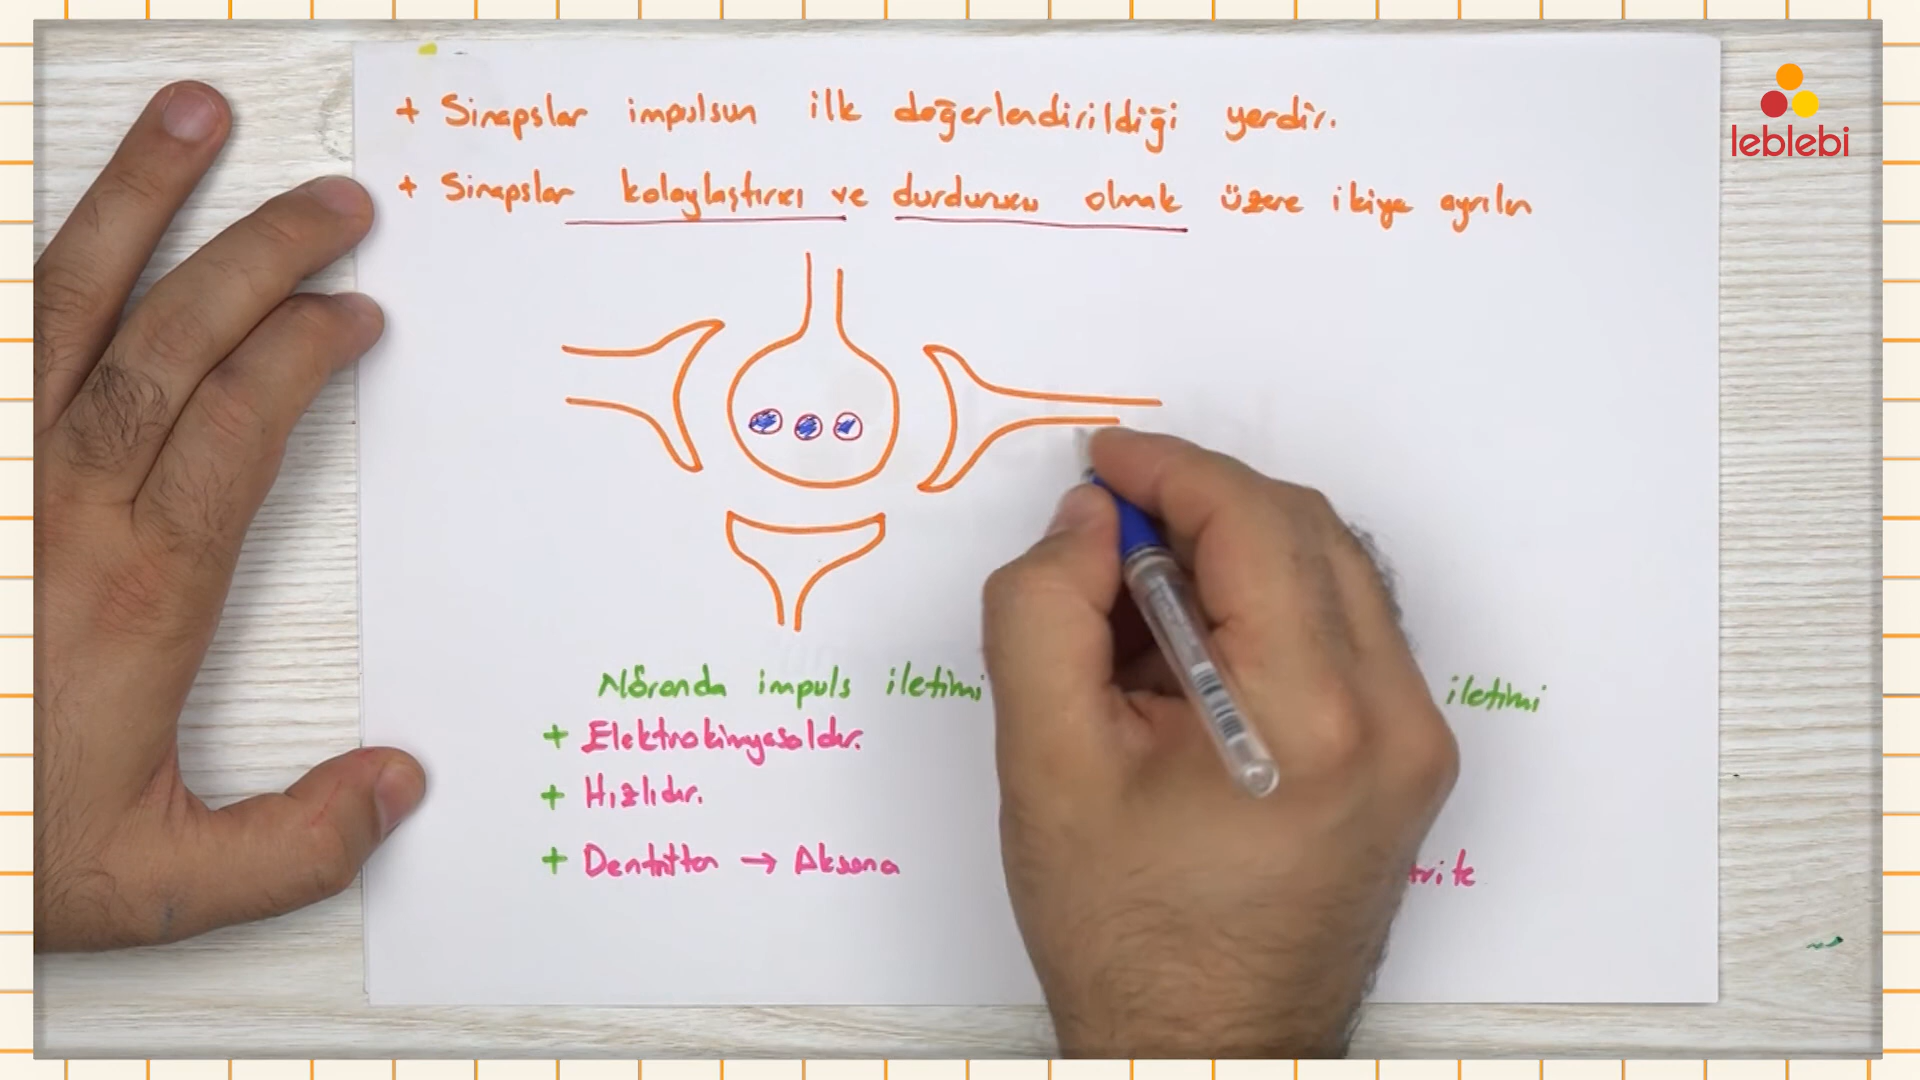 + Sinapslar impulsun ilk değerlendirildiği yerdir.
+ Sinapslar kolaylaştırıcı ve durdurucu olmak üzere ikiye ayrılır
leblebi
Nöronda impuls iletimi iletimi
+ Elektrokimyasaldır.
+ Hızlıdır.
+ Dentritten → Aksona